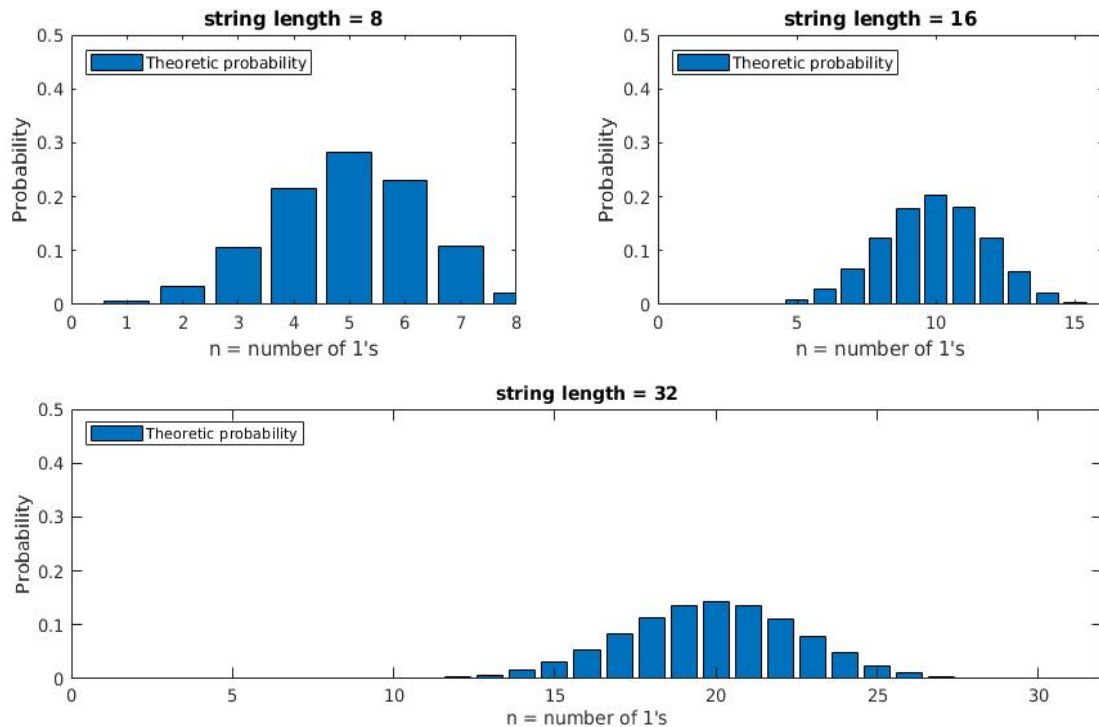 string length = 8
0.5
0.4
0.3
0.2
0.1
0
Probability
Theoretic probability
0 1 2 3 4 5 6 7 8
n = number of 1's
string length = 16
0.5
0.4
0.3
0.2
0.1
0
Probability
Theoretic probability
0 5 10 15
n = number of 1's
string length = 32
0.5
0.4
0.3
0.2
0.1
0
Probability
Theoretic probability
0 5 10 15 20 25 30
n = number of 1's